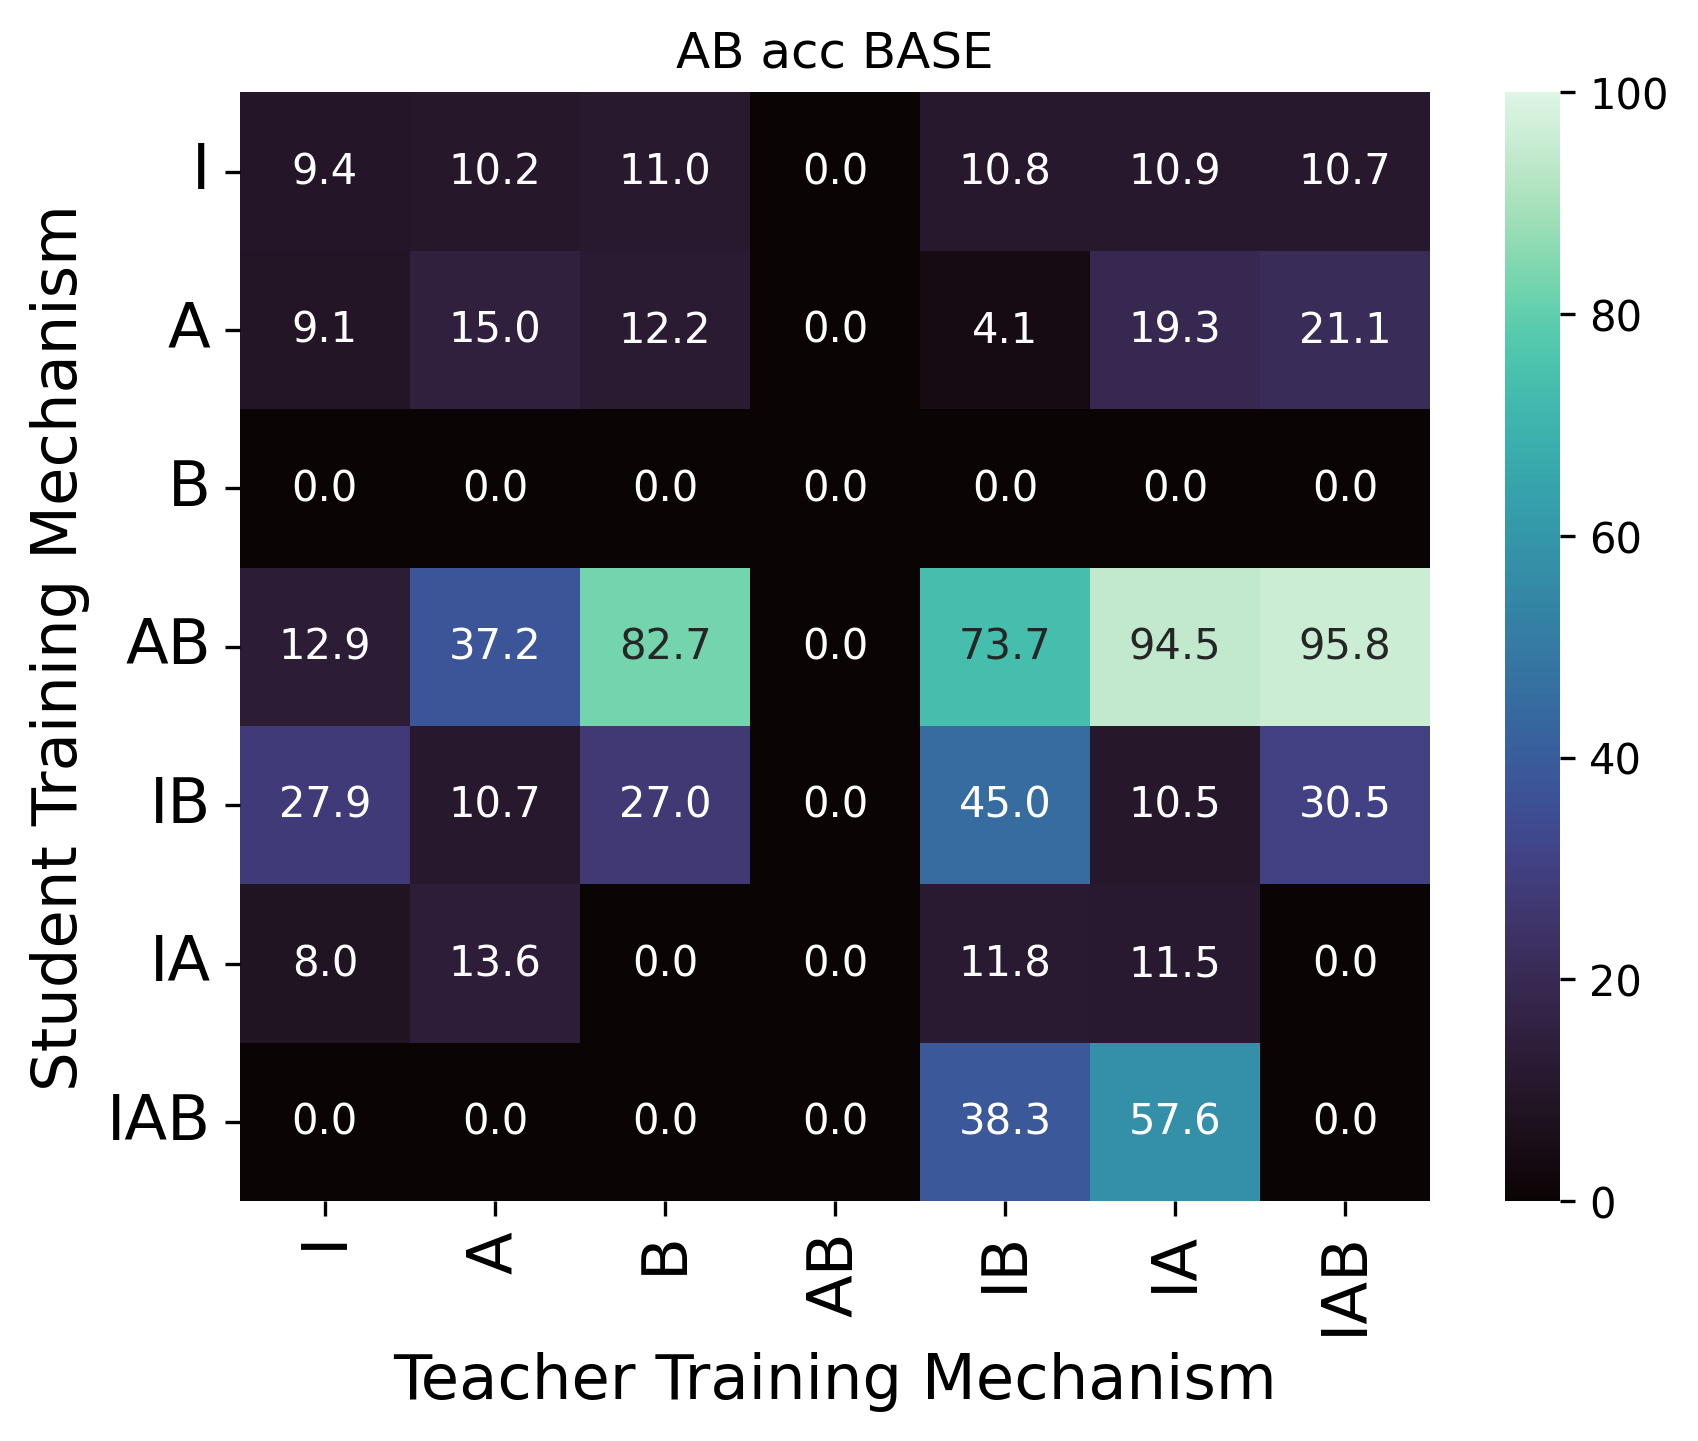 AB acc BASE
Student Training Mechanism
I 9.4 10.2 11.0 0.0 10.8 10.9 10.7
A 9.1 15.0 12.2 0.0 4.1 19.3 21.1
B 0.0 0.0 0.0 0.0 0.0 0.0 0.0
AB 12.9 37.2 82.7 0.0 73.7 94.5 95.8
IB 27.9 10.7 27.0 0.0 45.0 10.5 30.5
IA 8.0 13.6 0.0 0.0 11.8 11.5 0.0
IAB 0.0 0.0 0.0 0.0 38.3 57.6 0.0
I A B AB IB IA IAB
Teacher Training Mechanism
100
80
60
40
20
0